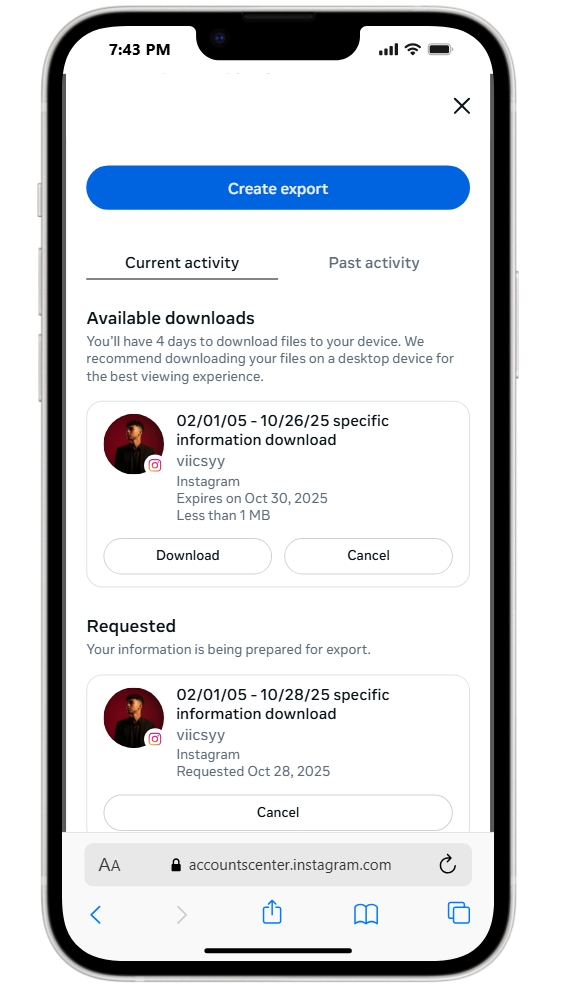 7:43 PM
Create export
Current activity
Past activity
Available downloads
You'll have 4 days to download files to your device. We
recommend downloading your files on a desktop device for
the best viewing experience.
02/01/05 - 10/26/25 specific
information download
viicsyy
Instagram
Expires on Oct 30, 2025
Less than 1 MB
Download
Cancel
Requested
Your information is being prepared for export.
02/01/05 - 10/28/25 specific
information download
viicsyy
Instagram
Requested Oct 28, 2025
Cancel
AA
accountscenter.instagram.com